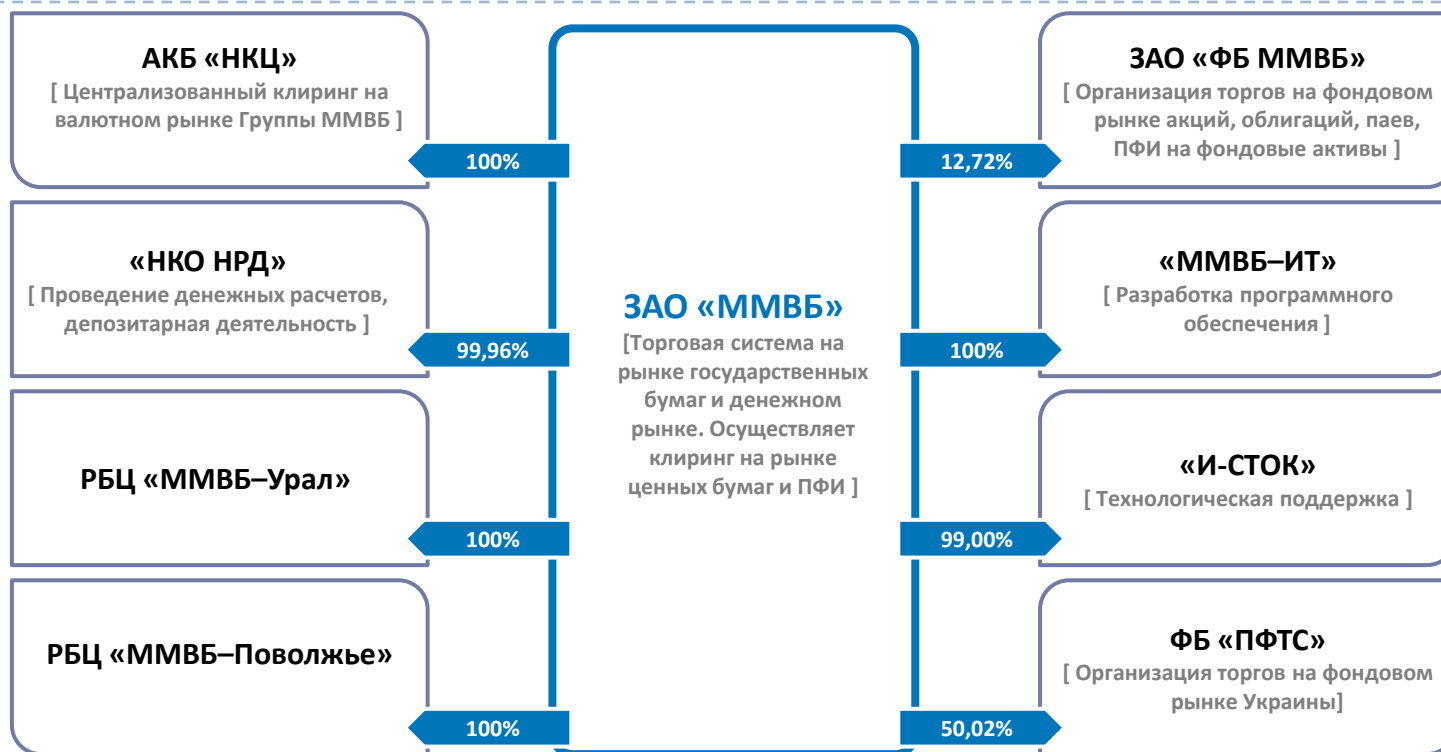 АКБ «НКЦ»
[ Централизованный клиринг на
валютном рынке Группы ММВБ ]
100%
«НКО НРД»
[ Проведение денежных расчетов,
депозитарная деятельность ]
99,96%
РБЦ «ММВБ–Урал»
100%
РБЦ «ММВБ–Поволжье»
100%
ЗАО «ММВБ»
[Торговая система на
рынке государственных
бумаг и денежном
рынке. Осуществляет
клиринг на рынке
ценных бумаг и ПФИ ]
ЗАО «ФБ ММВБ»
[ Организация торгов на фондовом
рынке акций, облигаций, паев,
ПФИ на фондовые активы ]
12,72%
«ММВБ–ИТ»
[ Разработка программного
обеспечения ]
100%
«И-СТОК»
[ Технологическая поддержка ]
99,00%
ФБ «ПФТС»
[ Организация торгов на фондовом
рынке Украины]
50,02%